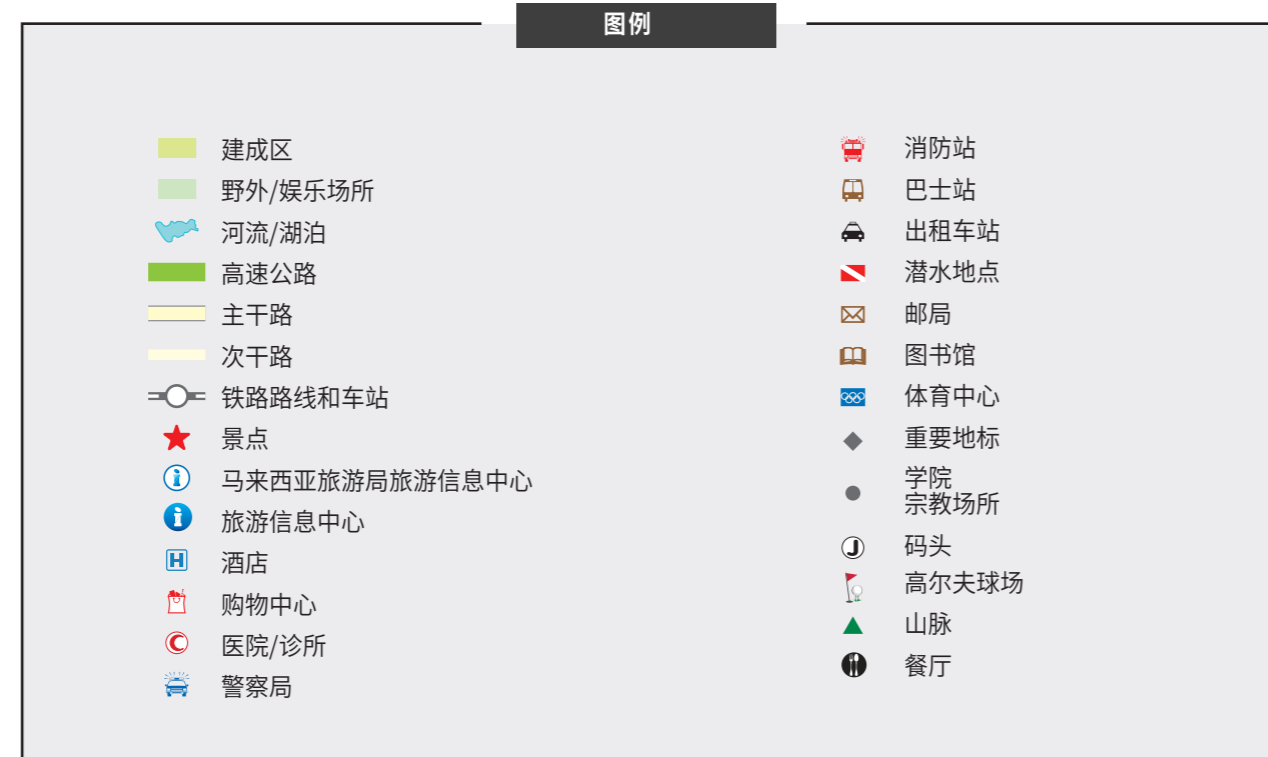 图例
建成区
野外/娱乐场所
河流/湖泊
高速公路
主干路
次干路
铁路路线和车站
景点
马来西亚旅游局旅游信息中心
旅游信息中心
酒店
购物中心
医院/诊所
警察局
消防站
巴士站
出租车站
潜水地点
邮局
图书馆
体育中心
重要地标
学院
宗教场所
码头
高尔夫球场
山脉
餐厅